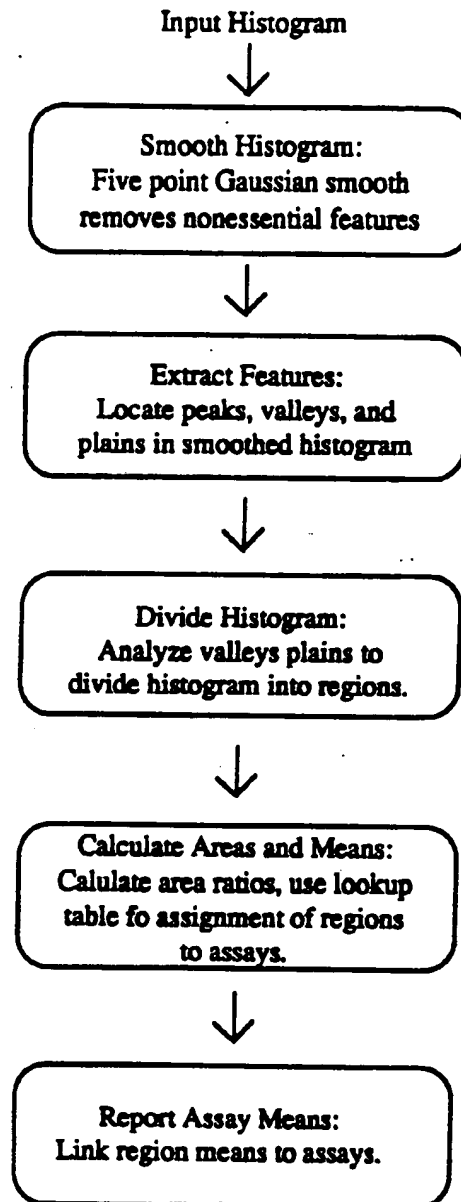 Input Histogram
Smooth Histogram:
Five point Gaussian smooth
removes nonessential features
Extract Features:
Locate peaks, valleys, and
plains in smoothed histogram
Divide Histogram:
Analyze valleys plains to
divide histogram into regions.
Calculate Areas and Means:
Calulate area ratios, use lookup
table fo assignment of regions
to assays.
Report Assay Means:
Link region means to assays.